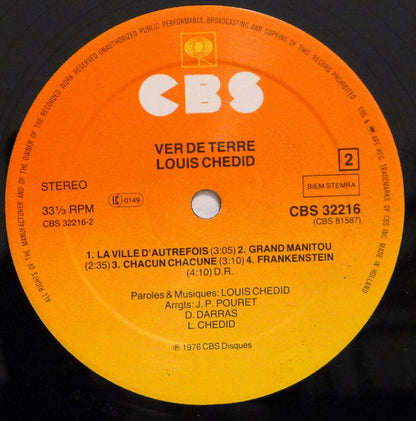 ALL RIGHTS OF THE MANUFACTURER AND OF THE OWNER OF THE RECORDED WORK RESERVED UNAUTHORIZED PUBLIC PERFORMANCE BROADCASTING AND COPYING OF THIS RECORD PROHIBITED
CBS & ARE REG. TRADEMARKS OF CBS INC. MADE IN HOLLAND
CBS
VER DE TERRE
LOUIS CHEDID
2
STEREO
LC-0149
BIEM·STEMRA
33⅓ RPM
CBS 32216
CBS 32216-2
(CBS 81587)
1. LA VILLE D'AUTREFOIS (3:05) 2. GRAND MANITOU
(2:35) 3. CHACUN CHACUNE (3:10) 4. FRANKENSTEIN
(4:10) D.R.
Paroles & Musiques: LOUIS CHEDID
Arrgts: J. P. POURET
D. DARRAS
L. CHEDID
℗ 1976 CBS Disques